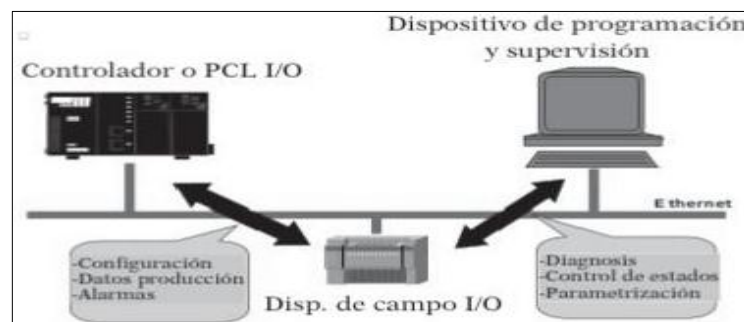 Dispositivo de programación
y supervisión
Controlador o PCL I/O
Ethernet
-Configuración
-Datos producción
-Alarmas
-Diagnosis
-Control de estados
-Parametrización
Disp. de campo I/O